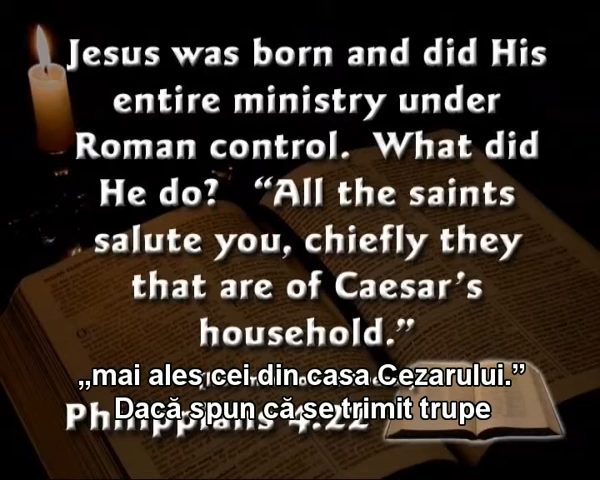 Jesus was born and did His
entire ministry under
Roman control.  What did
He do?  “All the saints
salute you, chiefly they
that are of Caesar’s
household.”
„mai ales cei din casa Cezarului.”
Dacă spun că se trimit trupe
Philippians 4:22